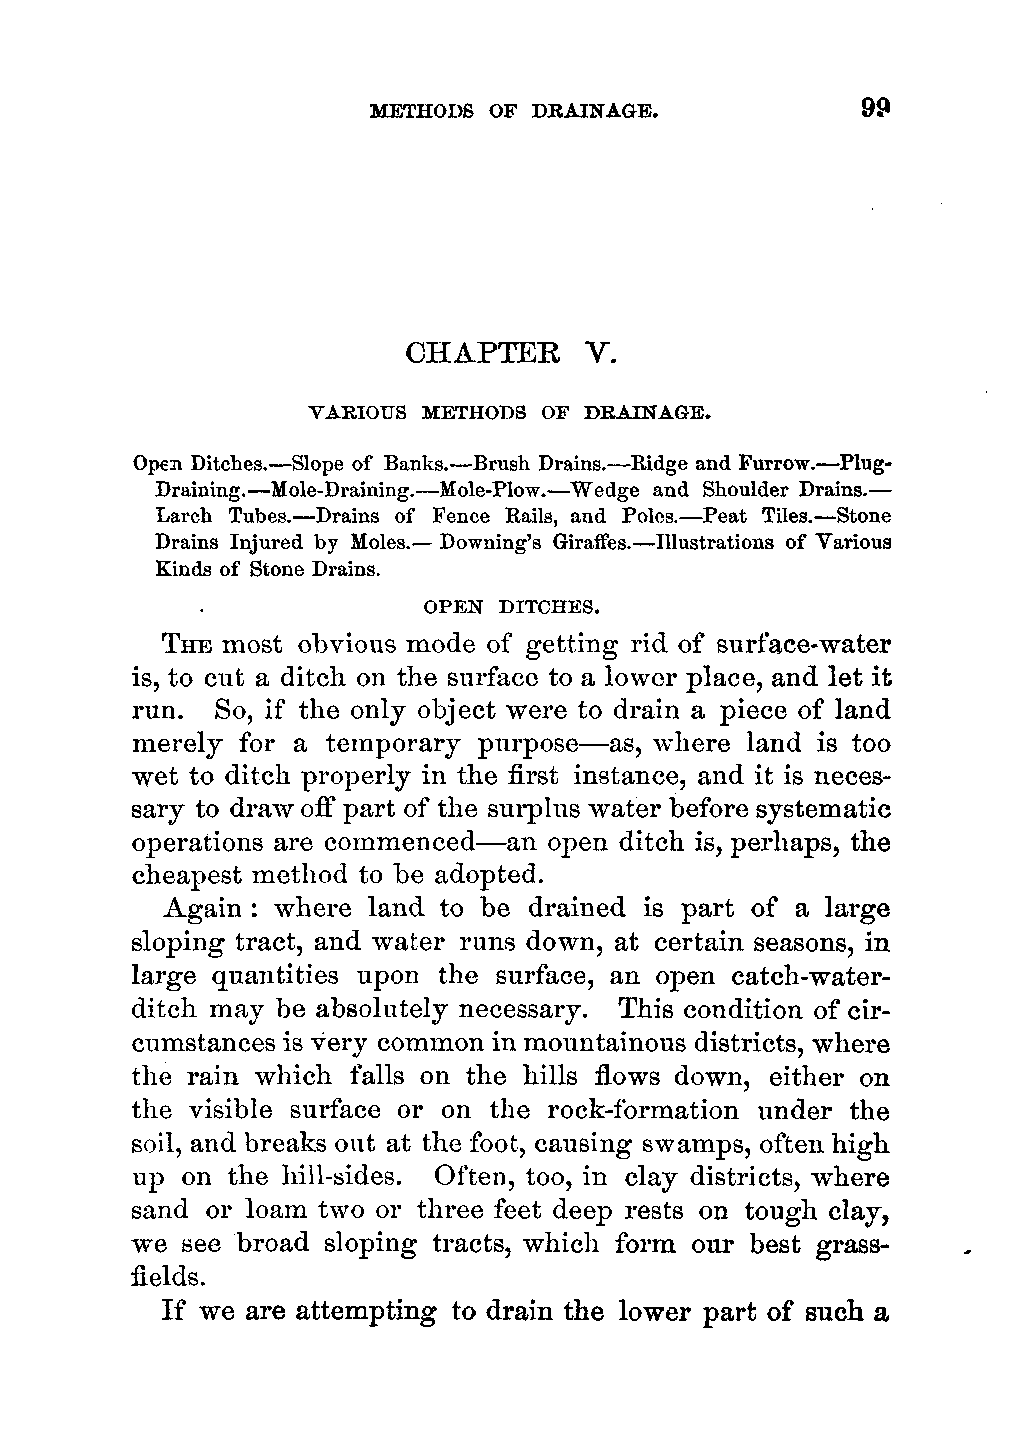 METHODS OF DRAINAGE. 99
CHAPTER V.
VARIOUS METHODS OF DRAINAGE.
Open Ditches.—Slope of Banks.—Brush Drains.—Ridge and Furrow.—Plug-
Draining.—Mole-Draining.—Mole-Plow.—Wedge and Shoulder Drains.—
Larch Tubes.—Drains of Fence Rails, and Poles.—Peat Tiles.—Stone
Drains Injured by Moles.— Downing's Giraffes.—Illustrations of Various
Kinds of Stone Drains.
OPEN DITCHES.
THE most obvious mode of getting rid of surface-water
is, to cut a ditch on the surface to a lower place, and let it
run. So, if the only object were to drain a piece of land
merely for a temporary purpose—as, where land is too
wet to ditch properly in the first instance, and it is neces-
sary to draw off part of the surplus water before systematic
operations are commenced—an open ditch is, perhaps, the
cheapest method to be adopted.
Again : where land to be drained is part of a large
sloping tract, and water runs down, at certain seasons, in
large quantities upon the surface, an open catch-water-
ditch may be absolutely necessary. This condition of cir-
cumstances is very common in mountainous districts, where
the rain which falls on the hills flows down, either on
the visible surface or on the rock-formation under the
soil, and breaks out at the foot, causing swamps, often high
up on the hill-sides. Often, too, in clay districts, where
sand or loam two or three feet deep rests on tough clay,
we see broad sloping tracts, which form our best grass-
fields.
If we are attempting to drain the lower part of such a